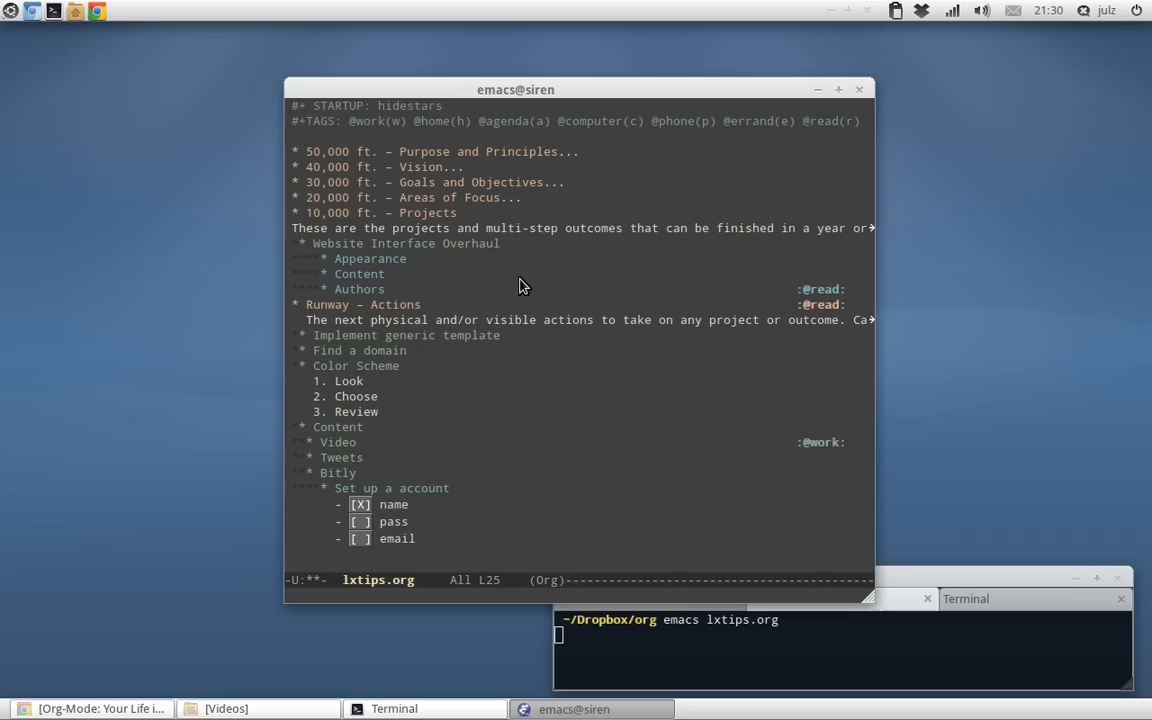 21:30
julz
emacs@siren
#+ STARTUP: hidestars
#+TAGS: @work(w) @home(h) @agenda(a) @computer(c) @phone(p) @errand(e) @read(r)
* 50,000 ft. – Purpose and Principles...
* 40,000 ft. – Vision...
* 30,000 ft. – Goals and Objectives...
* 20,000 ft. – Areas of Focus...
* 10,000 ft. – Projects
These are the projects and multi-step outcomes that can be finished in a year or
** Website Interface Overhaul
***** Appearance
***** Content
***** Authors :@read:
* Runway – Actions :@read:
The next physical and/or visible actions to take on any project or outcome. Ca
** Implement generic template
** Find a domain
** Color Scheme
1. Look
2. Choose
3. Review
** Content
*** Video :@work:
*** Tweets
*** Bitly
***** Set up a account
- [X] name
- [ ] pass
- [ ] email
-U:**- lxtips.org All L25 (Org)-------------------------------------------
Terminal
~/Dropbox/org emacs lxtips.org
[Org-Mode: Your Life i...
[Videos]
Terminal
emacs@siren